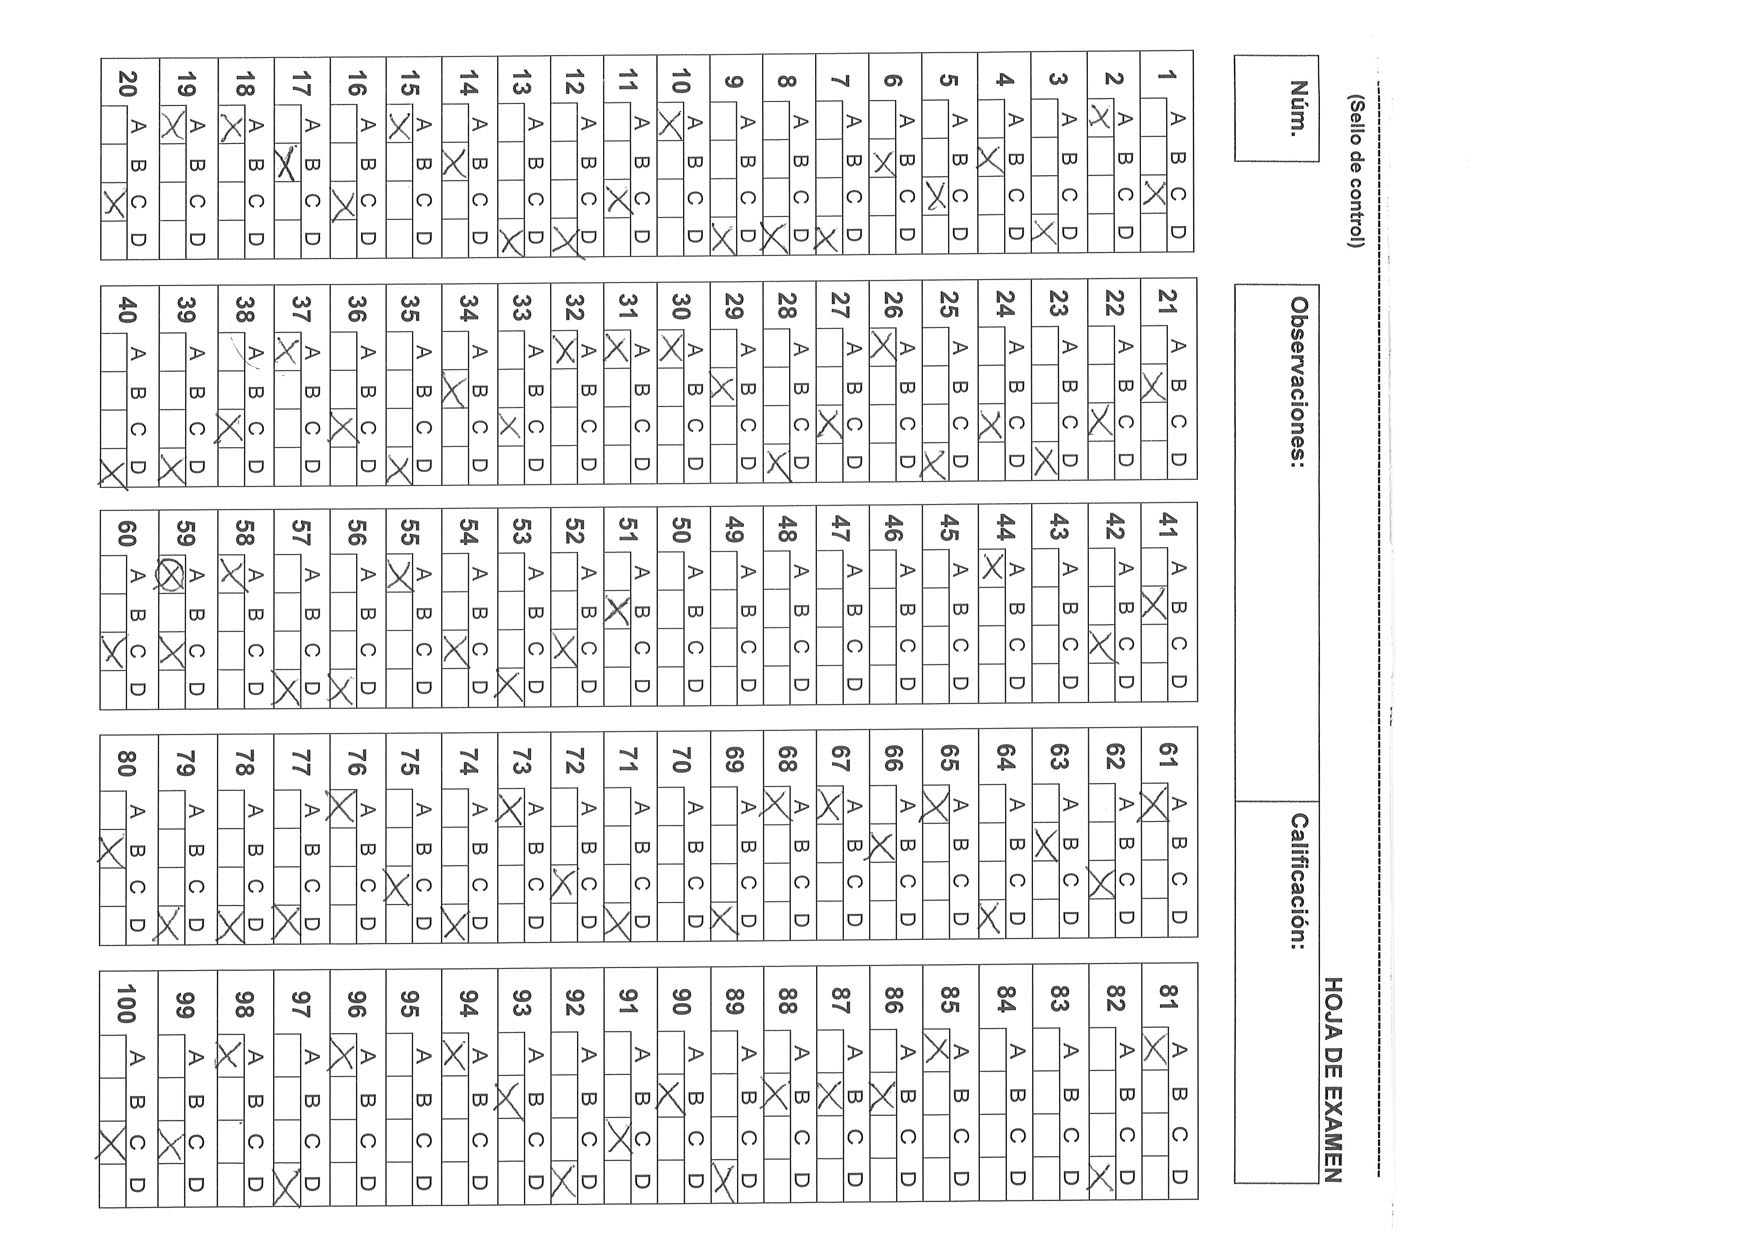 (Sello de control)
HOJA DE EXAMEN
Núm. Observaciones: Calificación:
1 A B C D 21 A B C D 41 A B C D 61 A B C D 81 A B C D
2 A B C D 22 A B C D 42 A B C D 62 A B C D 82 A B C D
3 A B C D 23 A B C D 43 A B C D 63 A B C D 83 A B C D
4 A B C D 24 A B C D 44 A B C D 64 A B C D 84 A B C D
5 A B C D 25 A B C D 45 A B C D 65 A B C D 85 A B C D
6 A B C D 26 A B C D 46 A B C D 66 A B C D 86 A B C D
7 A B C D 27 A B C D 47 A B C D 67 A B C D 87 A B C D
8 A B C D 28 A B C D 48 A B C D 68 A B C D 88 A B C D
9 A B C D 29 A B C D 49 A B C D 69 A B C D 89 A B C D
10 A B C D 30 A B C D 50 A B C D 70 A B C D 90 A B C D
11 A B C D 31 A B C D 51 A B C D 71 A B C D 91 A B C D
12 A B C D 32 A B C D 52 A B C D 72 A B C D 92 A B C D
13 A B C D 33 A B C D 53 A B C D 73 A B C D 93 A B C D
14 A B C D 34 A B C D 54 A B C D 74 A B C D 94 A B C D
15 A B C D 35 A B C D 55 A B C D 75 A B C D 95 A B C D
16 A B C D 36 A B C D 56 A B C D 76 A B C D 96 A B C D
17 A B C D 37 A B C D 57 A B C D 77 A B C D 97 A B C D
18 A B C D 38 A B C D 58 A B C D 78 A B C D 98 A B C D
19 A B C D 39 A B C D 59 A B C D 79 A B C D 99 A B C D
20 A B C D 40 A B C D 60 A B C D 80 A B C D 100 A B C D